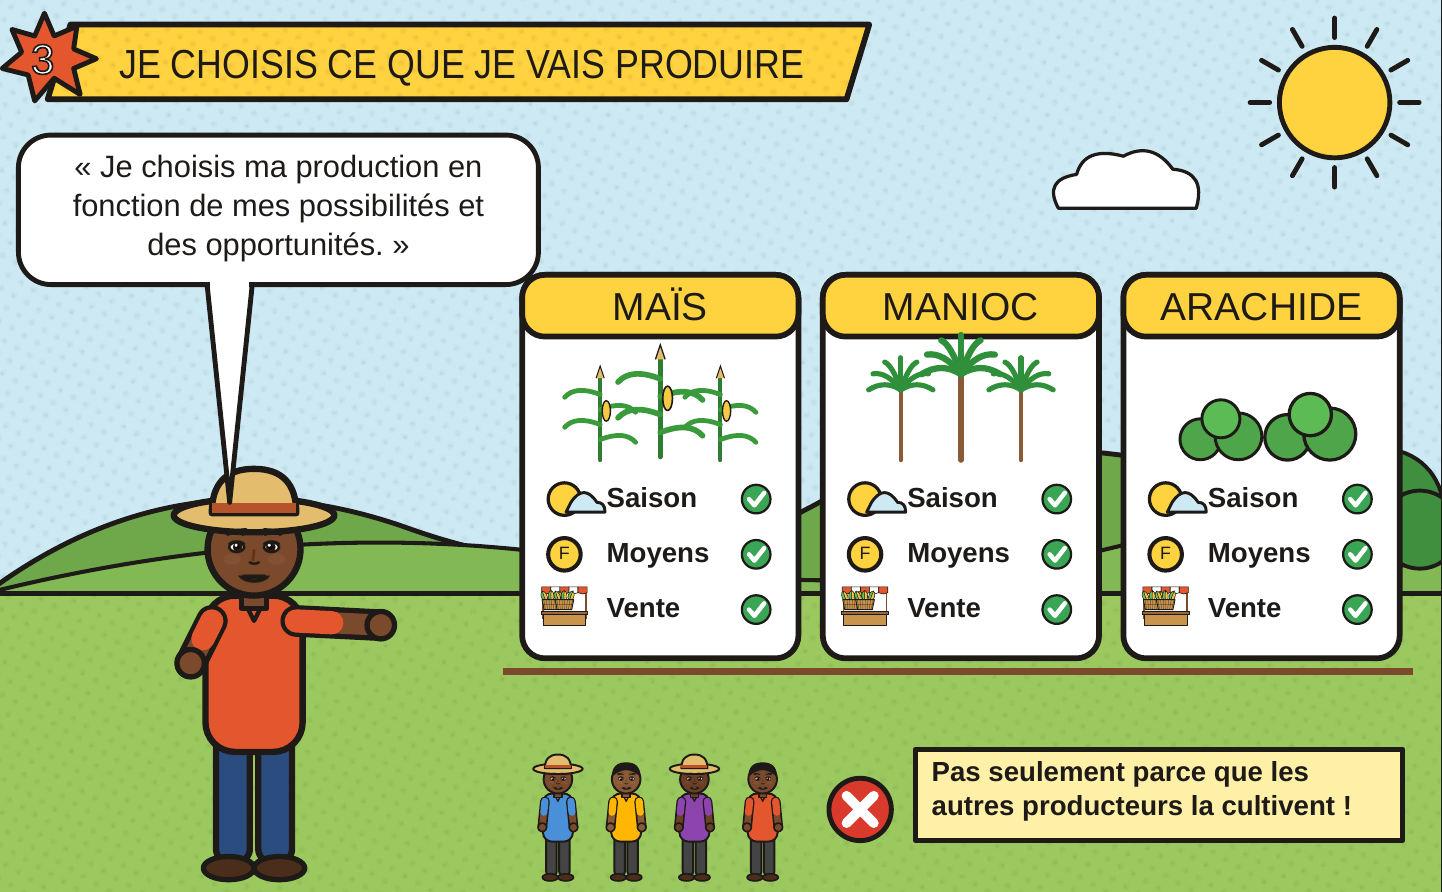 3
JE CHOISIS CE QUE JE VAIS PRODUIRE
« Je choisis ma production en
fonction de mes possibilités et
des opportunités. »
MAÏS
Saison
F Moyens
Vente
MANIOC
Saison
F Moyens
Vente
ARACHIDE
Saison
F Moyens
Vente
Pas seulement parce que les
autres producteurs la cultivent !